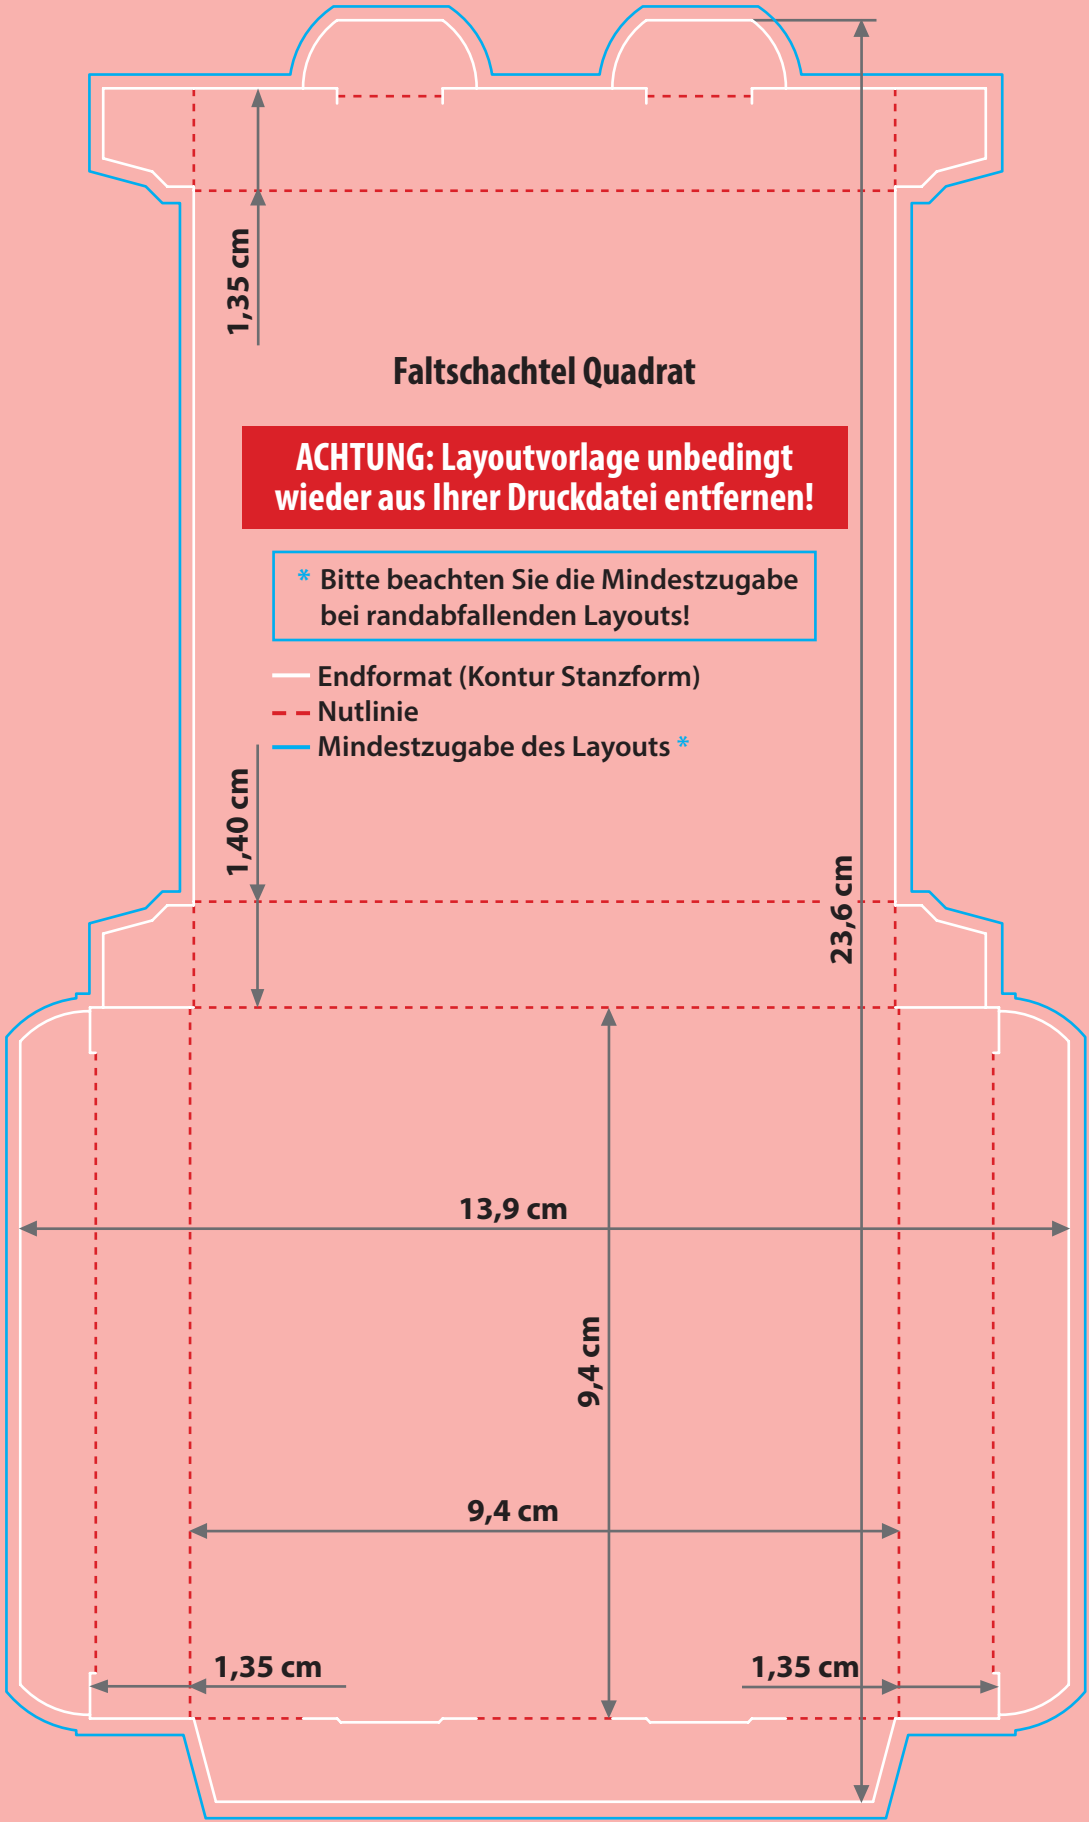 1,35 cm
Faltschachtel Quadrat
ACHTUNG: Layoutvorlage unbedingt
wieder aus Ihrer Druckdatei entfernen!
* Bitte beachten Sie die Mindestzugabe
bei randabfallenden Layouts!
Endformat (Kontur Stanzform)
Nutlinie
Mindestzugabe des Layouts *
1,40 cm
23,6 cm
13,9 cm
9,4 cm
9,4 cm
1,35 cm
1,35 cm